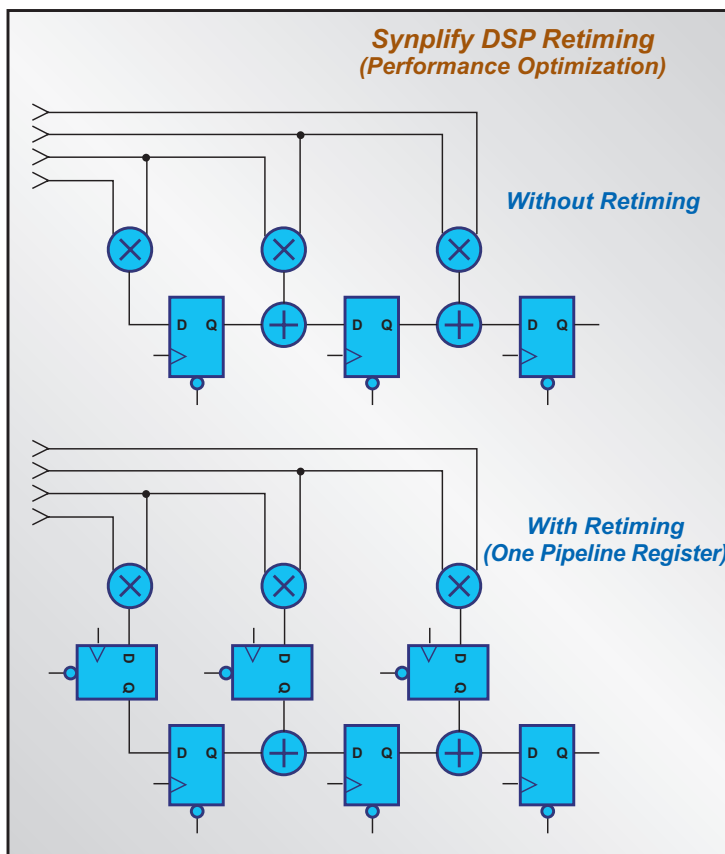 Synplify DSP Retiming
(Performance Optimization)
Without Retiming
D Q
D Q
D Q
With Retiming
(One Pipeline Register)
D
Q
D
Q
D
Q
D Q
D Q
D Q